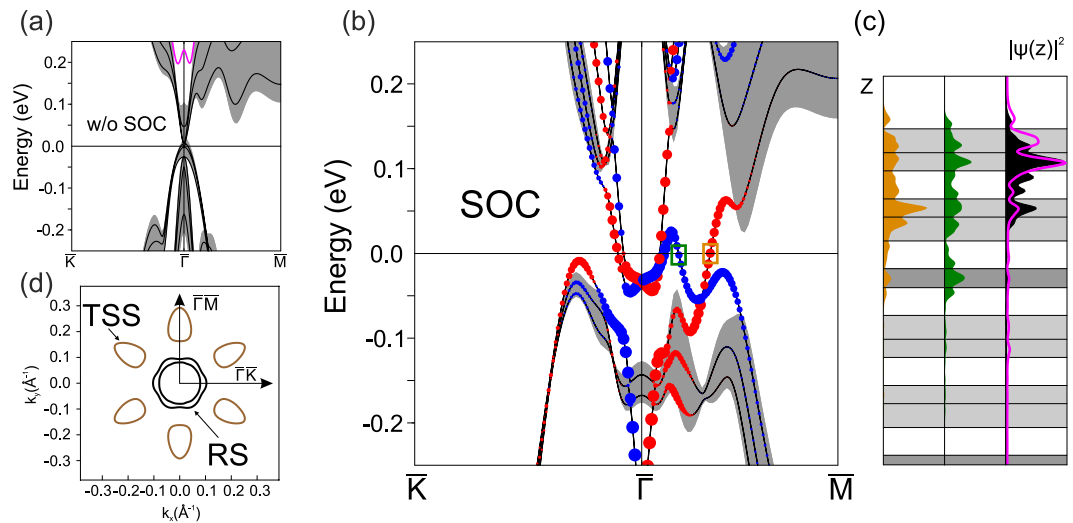 (a)
Energy (eV)
0.2
0.1
0.0
-0.1
-0.2
w/o SOC
K̅
Γ̅
M̅
(b)
Energy (eV)
0.2
0.1
0.0
-0.1
-0.2
SOC
K̅
Γ̅
M̅
(c)
|ψ(z)|²
z
(d)
k_y(Å⁻¹)
0.3
0.2
0.1
0.0
-0.1
-0.2
-0.3
TSS
Γ̅M̅
Γ̅K̅
RS
-0.3 -0.2 -0.1 0.0 0.1 0.2 0.3
k_x(Å⁻¹)